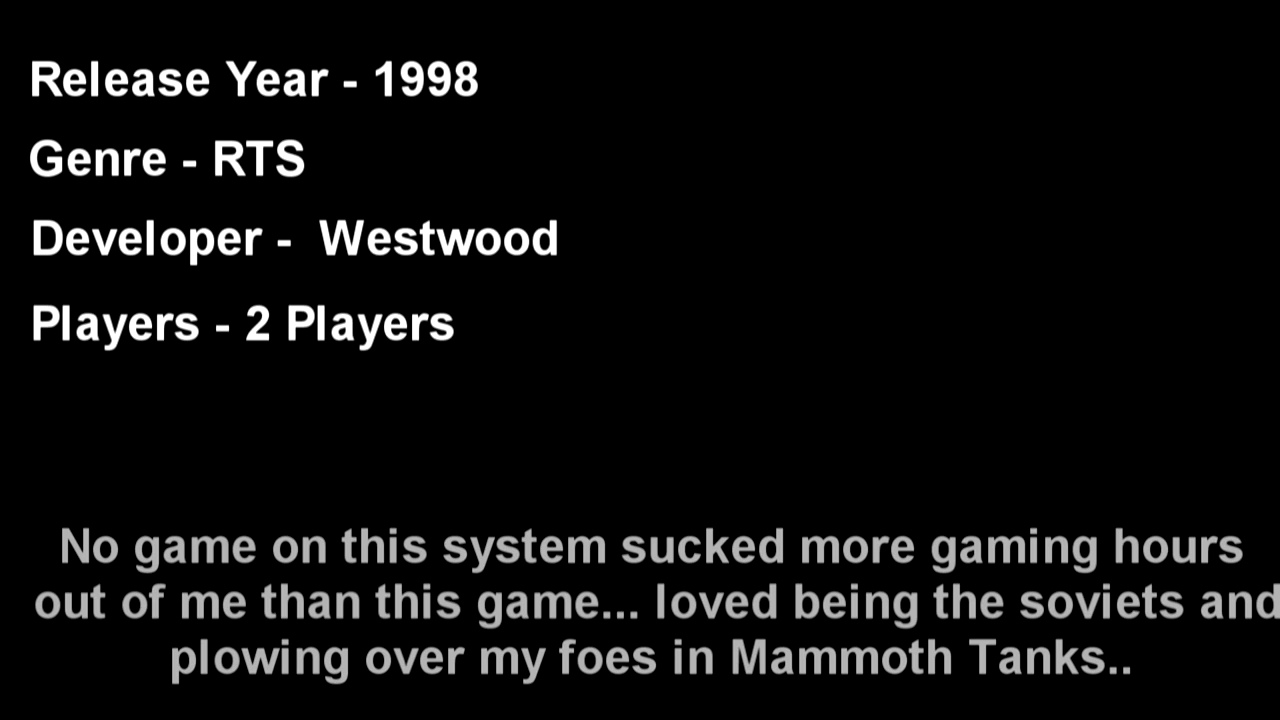 Release Year - 1998
Genre - RTS
Developer -  Westwood
Players - 2 Players
No game on this system sucked more gaming hours
out of me than this game... loved being the soviets and
plowing over my foes in Mammoth Tanks..